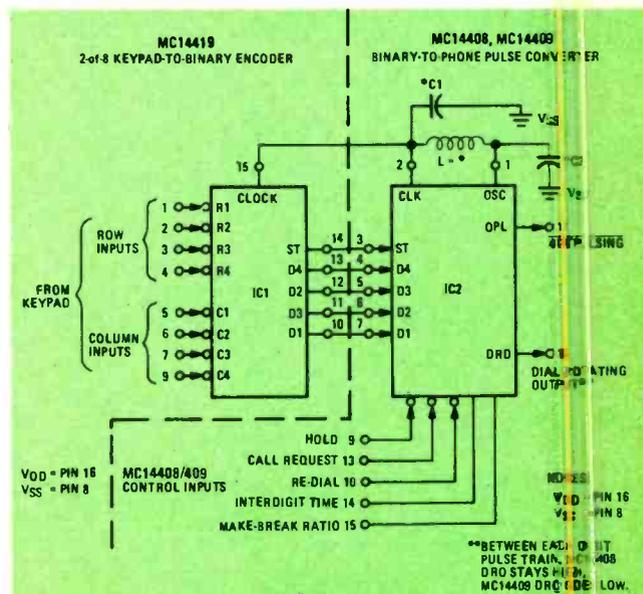 MC14419
2-of-8 KEYPAD-TO-BINARY ENCODER
MC14408, MC14409
BINARY-TO-PHONE PULSE CONVERTER
*C1
VSS
L = *
15
2
1
CLOCK
CLK
OSC
FROM KEYPAD
ROW INPUTS
1 R1
2 R2
3 R3
4 R4
COLUMN INPUTS
5 C1
6 C2
7 C3
9 C4
IC1
ST 14 3 ST
D4 13 4 D4
D2 12 5 D3
D3 11 6 D2
D1 10 7 D1
IC2
OPL
DRD
OUTPUT
HOLD 9
CALL REQUEST 13
RE-DIAL 10
INTERDIGIT TIME 14
MAKE-BREAK RATIO 15
VDD = PIN 16
VSS = PIN 8
MC14408/409
CONTROL INPUTS
PIN 16
PIN 8
**BETWEEN EACH
PULSE TRAIN,
DRO STAYS
MC14409 DRO LOW.